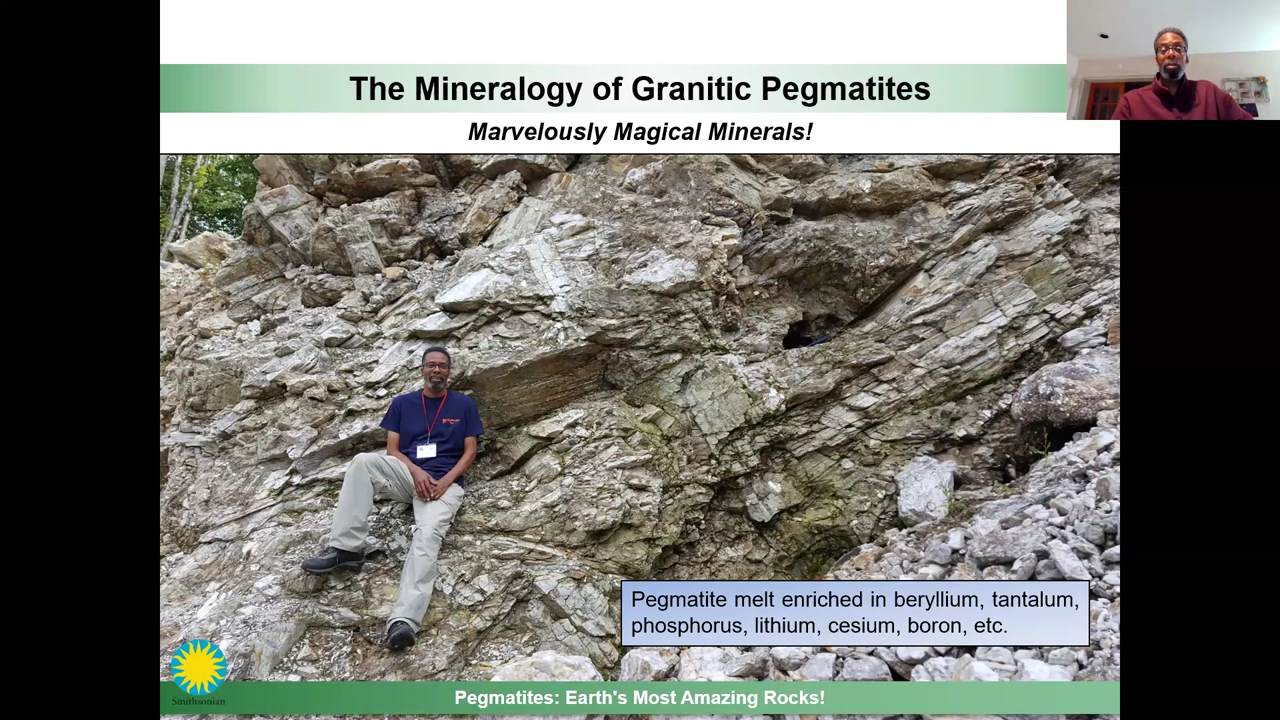 The Mineralogy of Granitic Pegmatites
Marvelously Magical Minerals!
Pegmatite melt enriched in beryllium, tantalum,
phosphorus, lithium, cesium, boron, etc.
Smithsonian
Pegmatites: Earth's Most Amazing Rocks!